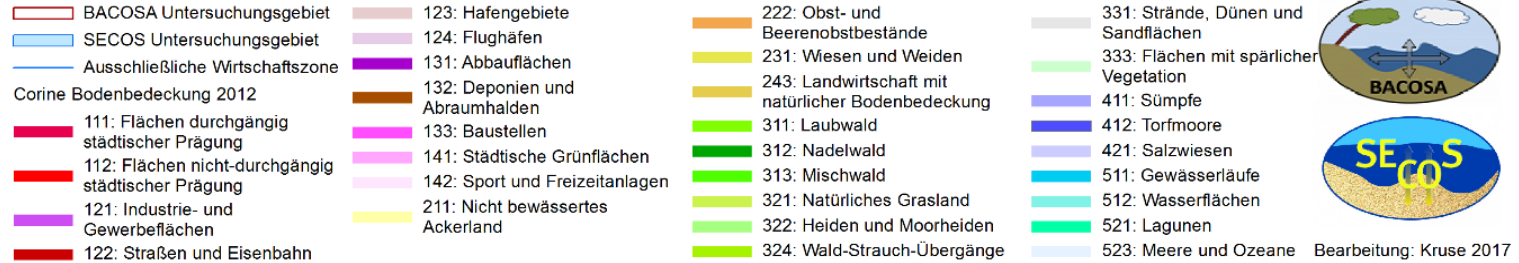 BACOSA Untersuchungsgebiet
SECOS Untersuchungsgebiet
Ausschließliche Wirtschaftszone
Corine Bodenbedeckung 2012
111: Flächen durchgängig
städtischer Prägung
112: Flächen nicht-durchgängig
städtischer Prägung
121: Industrie- und
Gewerbeflächen
122: Straßen und Eisenbahn
123: Hafengebiete
124: Flughäfen
131: Abbauflächen
132: Deponien und
Abraumhalden
133: Baustellen
141: Städtische Grünflächen
142: Sport und Freizeitanlagen
211: Nicht bewässertes
Ackerland
222: Obst- und
Beerenobstbestände
231: Wiesen und Weiden
243: Landwirtschaft mit
natürlicher Bodenbedeckung
311: Laubwald
312: Nadelwald
313: Mischwald
321: Natürliches Grasland
322: Heiden und Moorheiden
324: Wald-Strauch-Übergänge
331: Strände, Dünen und
Sandflächen
333: Flächen mit spärlicher
Vegetation
411: Sümpfe
412: Torfmoore
421: Salzwiesen
511: Gewässerläufe
512: Wasserflächen
521: Lagunen
523: Meere und Ozeane
BACOSA
SECOS
Bearbeitung: Kruse 2017